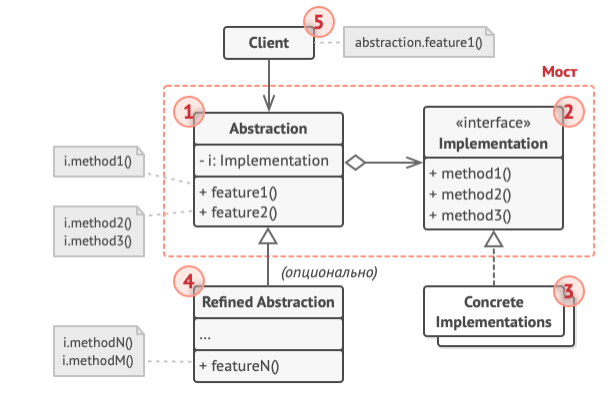 5
Client
abstraction.feature1()
Мост
1
Abstraction
- i: Implementation
+ feature1()
+ feature2()
2
«interface»
Implementation
+ method1()
+ method2()
+ method3()
i.method1()
i.method2()
i.method3()
(опционально)
4
Refined Abstraction
...
+ featureN()
3
Concrete
Implementations
i.methodN()
i.methodM()